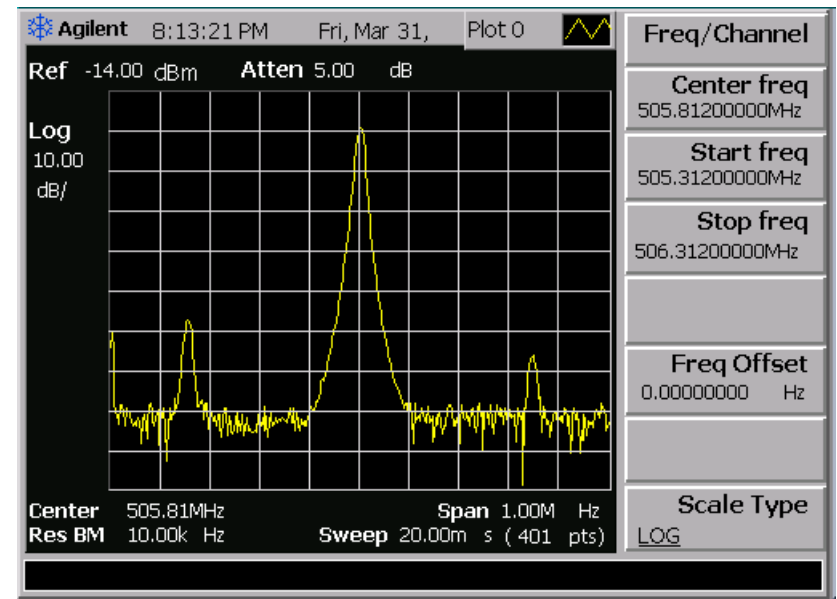 Agilent 8:13:21 PM Fri, Mar 31, Plot 0
Ref -14.00 dBm Atten 5.00 dB
Log
10.00
dB/
Center 505.81MHz Span 1.00M Hz
Res BM 10.00k Hz Sweep 20.00m s ( 401 pts)
Freq/Channel
Center freq
505.81200000MHz
Start freq
505.31200000MHz
Stop freq
506.31200000MHz
Freq Offset
0.00000000 Hz
Scale Type
LOG